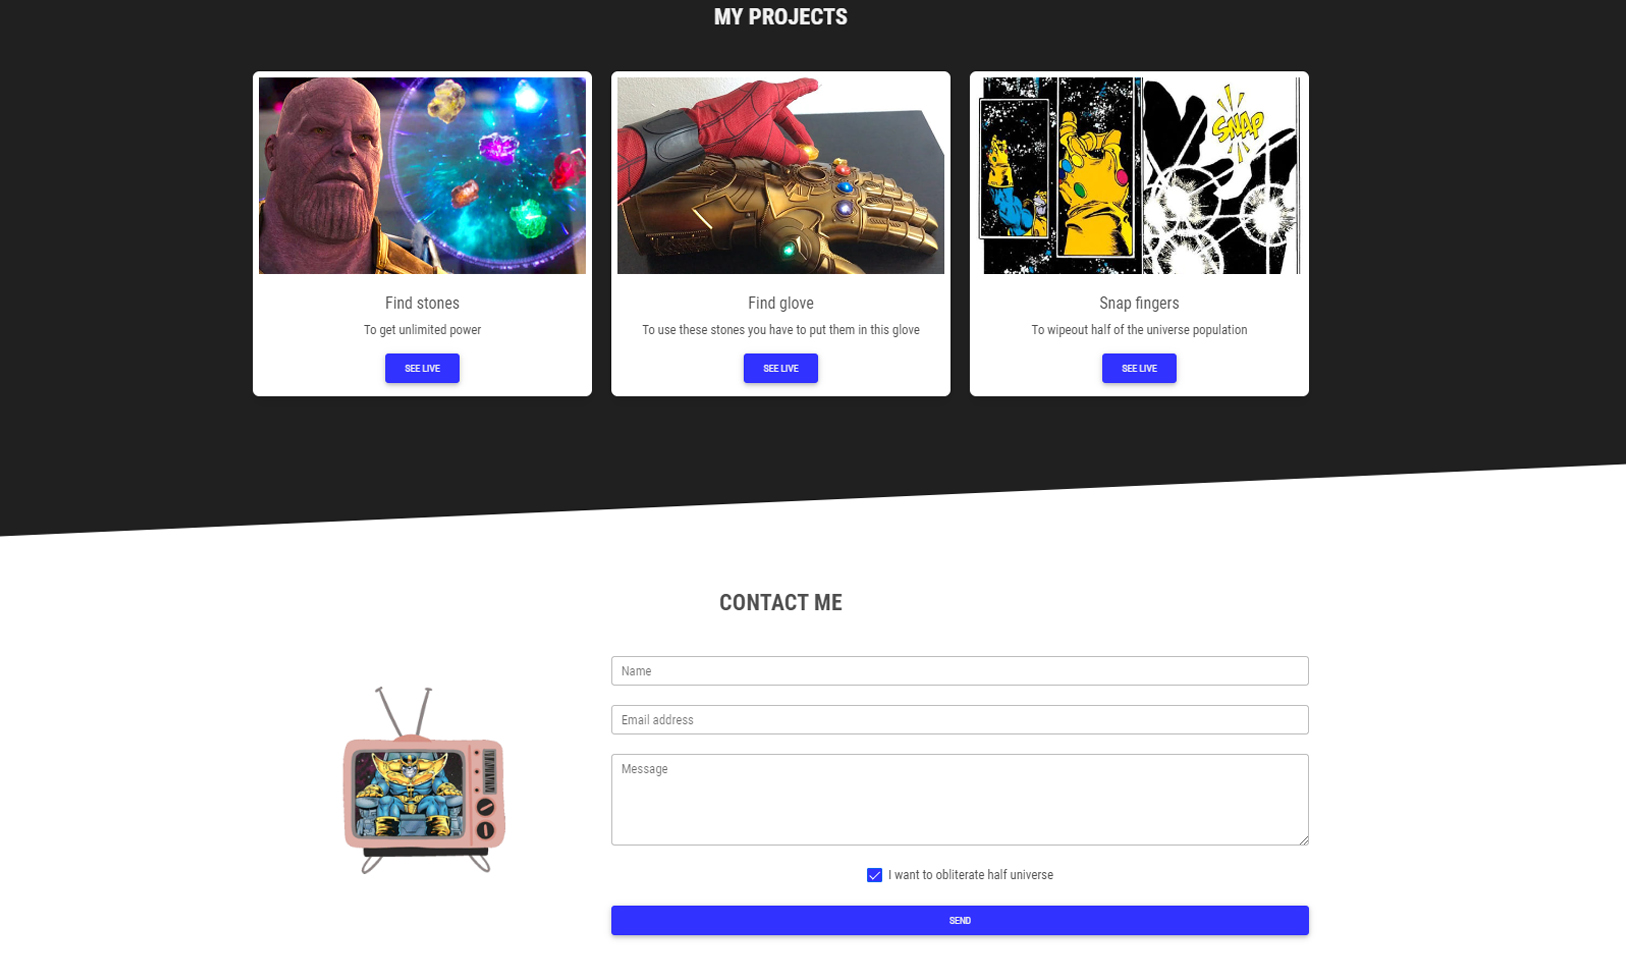 MY PROJECTS
SNAP
Find stones
To get unlimited power
SEE LIVE
Find glove
To use these stones you have to put them in this glove
SEE LIVE
Snap fingers
To wipeout half of the universe population
SEE LIVE
CONTACT ME
Name
Email address
Message
I want to obliterate half universe
SEND